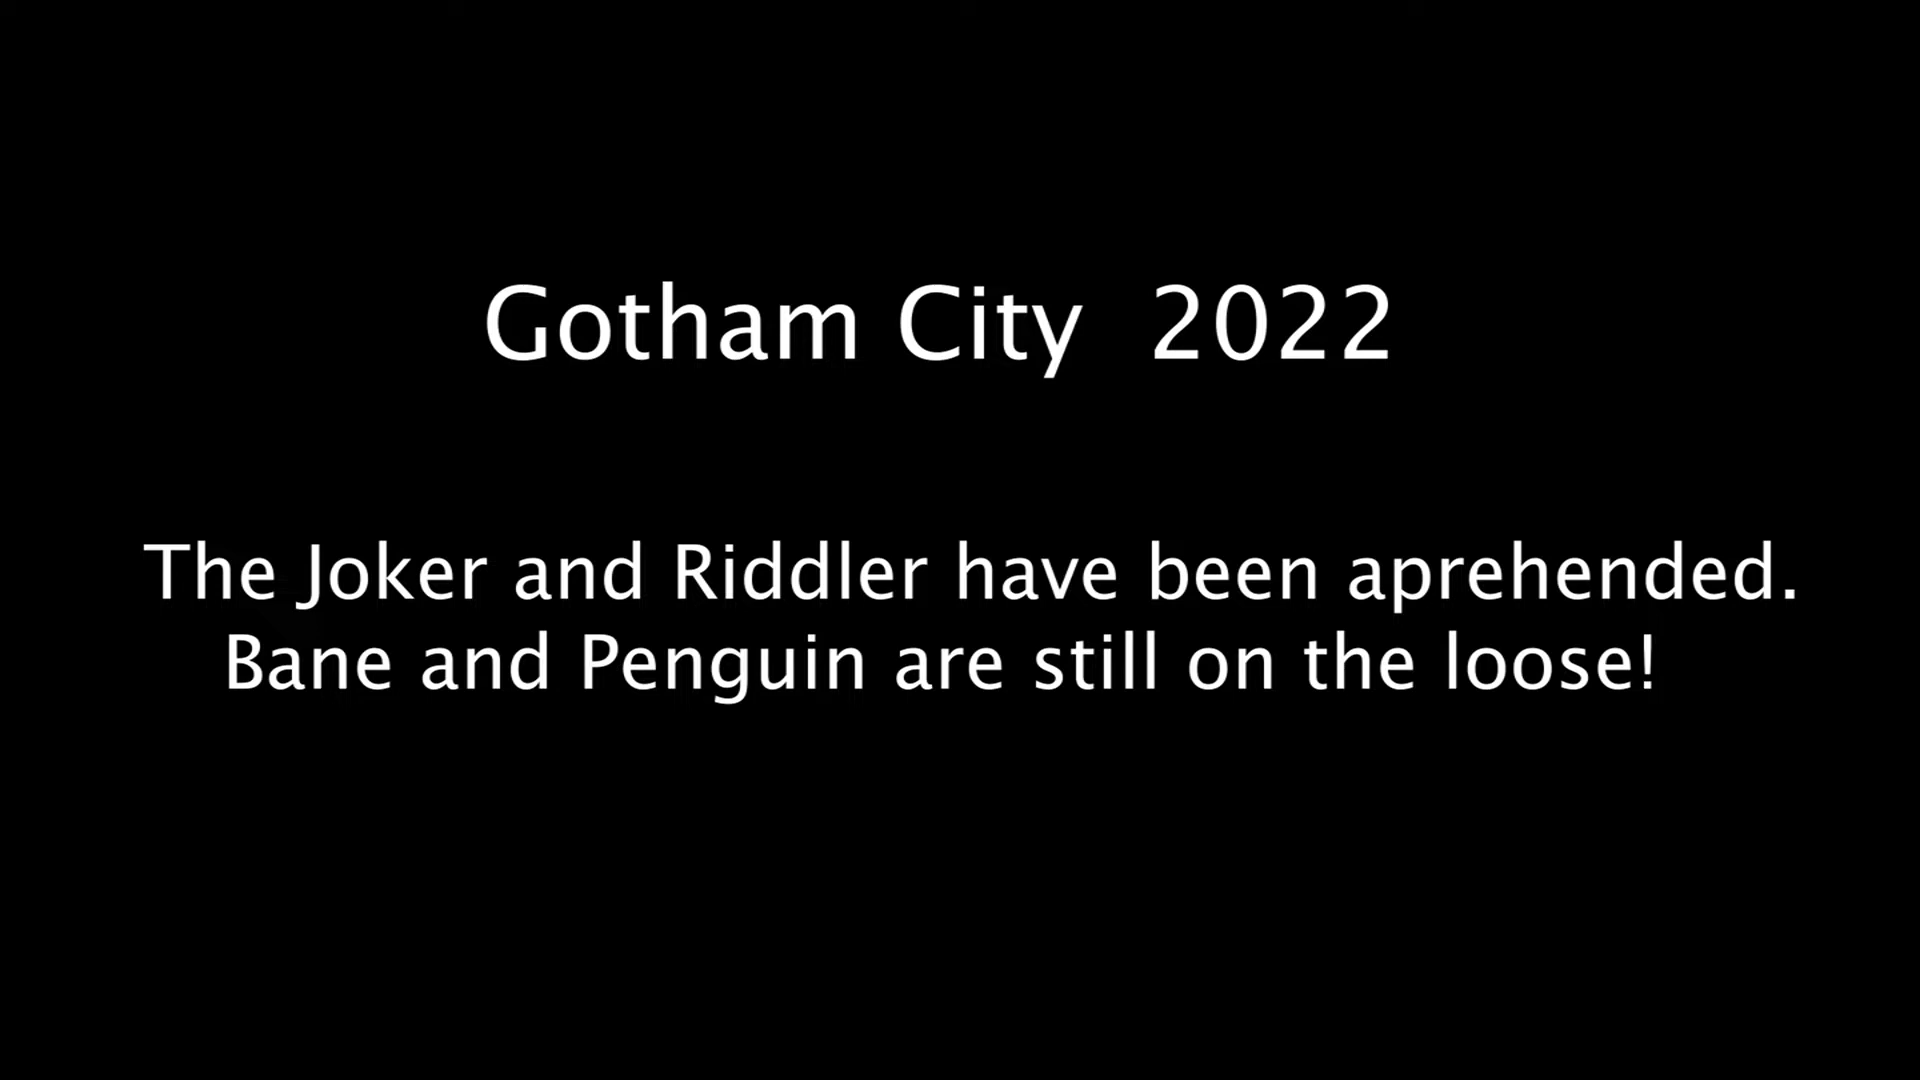 Gotham City  2022
The Joker and Riddler have been aprehended.
Bane and Penguin are still on the loose!